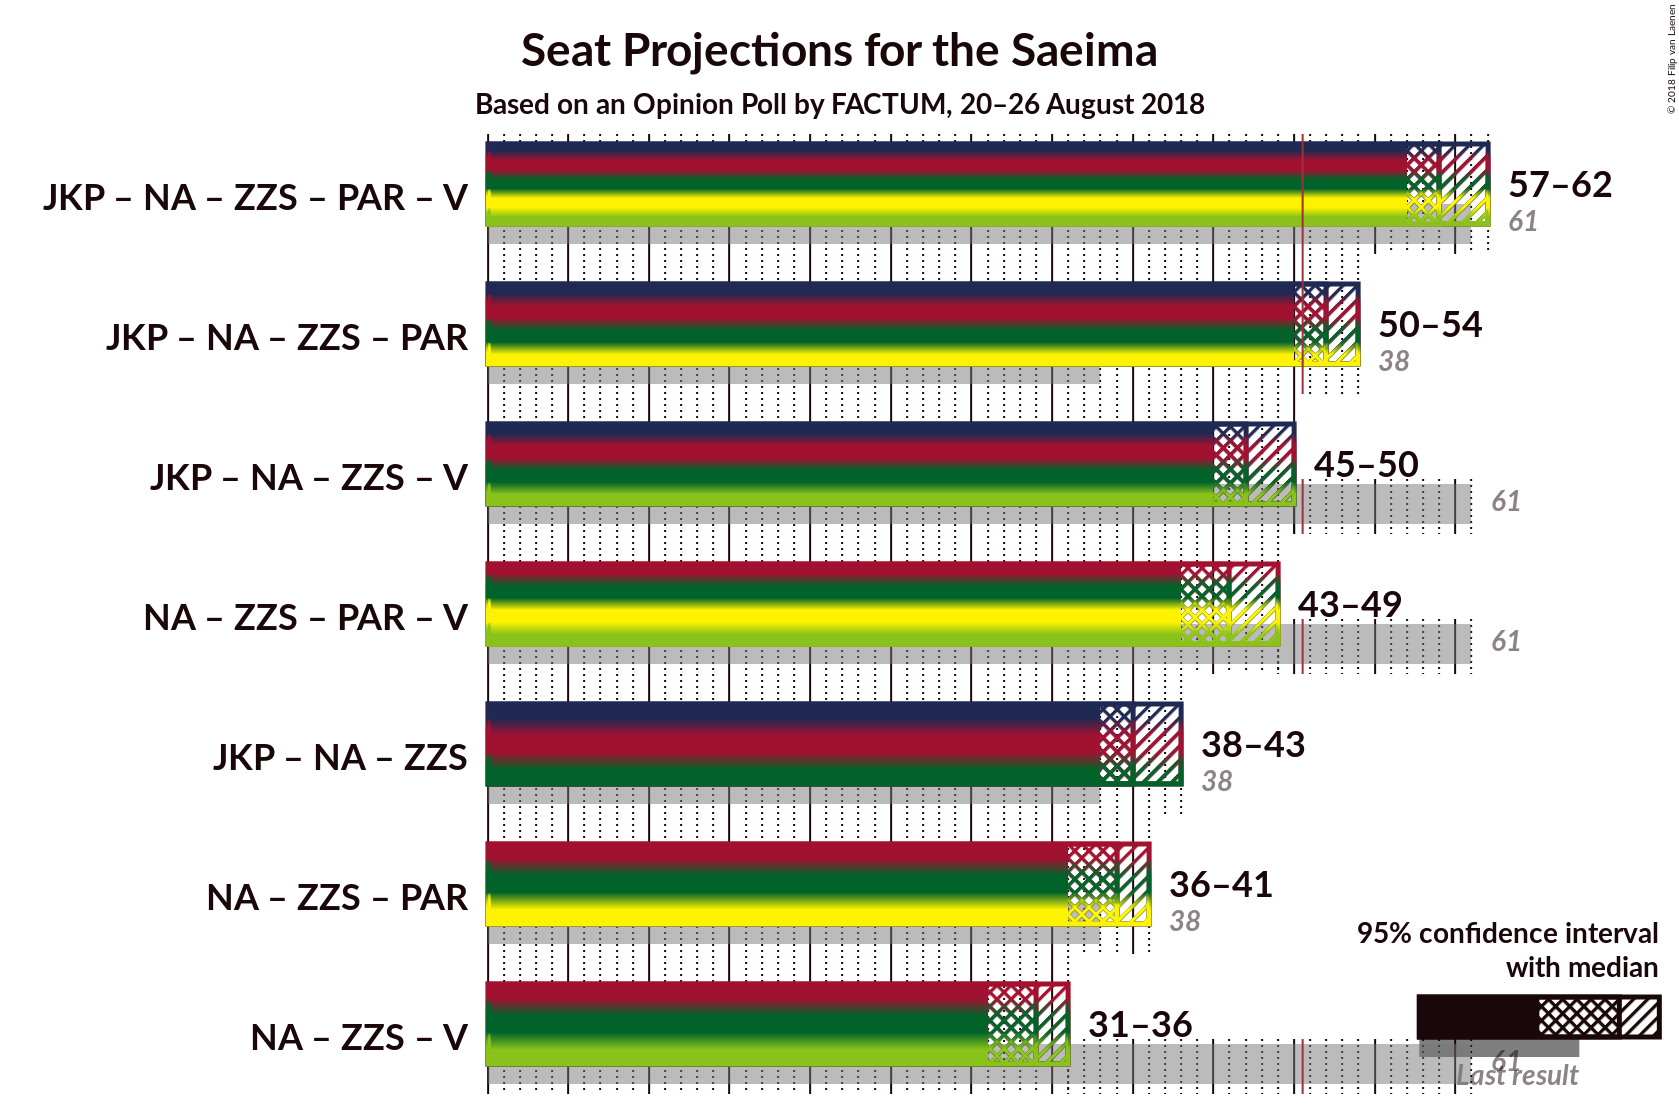 Seat Projections for the Saeima
Based on an Opinion Poll by FACTUM, 20–26 August 2018
© 2018 Filip van Laenen
JKP – NA – ZZS – PAR – V
57–62
61
JKP – NA – ZZS – PAR
50–54
38
JKP – NA – ZZS – V
45–50
61
NA – ZZS – PAR – V
43–49
61
JKP – NA – ZZS
38–43
38
NA – ZZS – PAR
36–41
38
NA – ZZS – V
31–36
61
95% confidence interval
with median
Last result